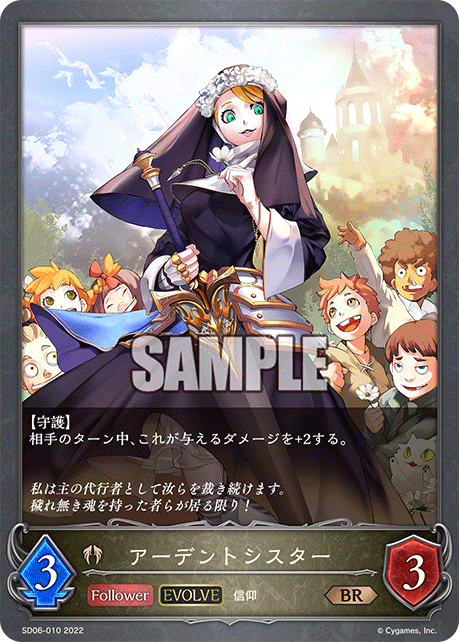 SAMPLE
【守護】
相手のターン中、これが与えるダメージを+2する。
私は主の代行者として汝らを裁き続けます。
穢れ無き魂を持った者らが居る限り！
3
アーデントシスター
3
Follower EVOLVE 信仰 BR
SD06-010 2022 © Cygames, Inc.